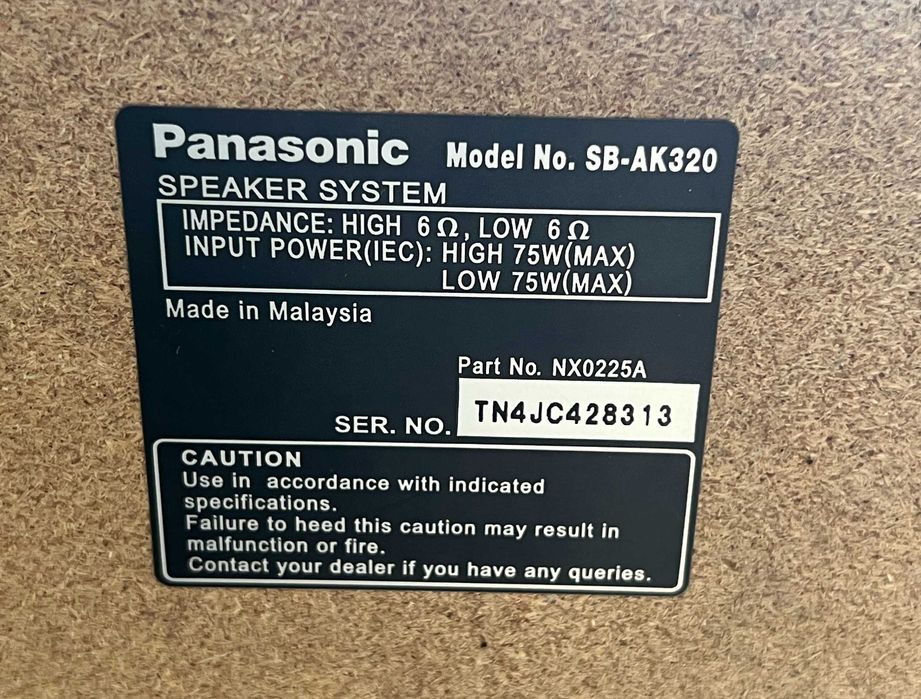 Panasonic Model No. SB-AK320
SPEAKER SYSTEM
IMPEDANCE: HIGH 6Ω, LOW 6Ω
INPUT POWER(IEC): HIGH 75W(MAX)
LOW 75W(MAX)
Made in Malaysia
Part No. NX0225A
SER. NO. TN4JC428313
CAUTION
Use in accordance with indicated
specifications.
Failure to heed this caution may result in
malfunction or fire.
Contact your dealer if you have any queries.